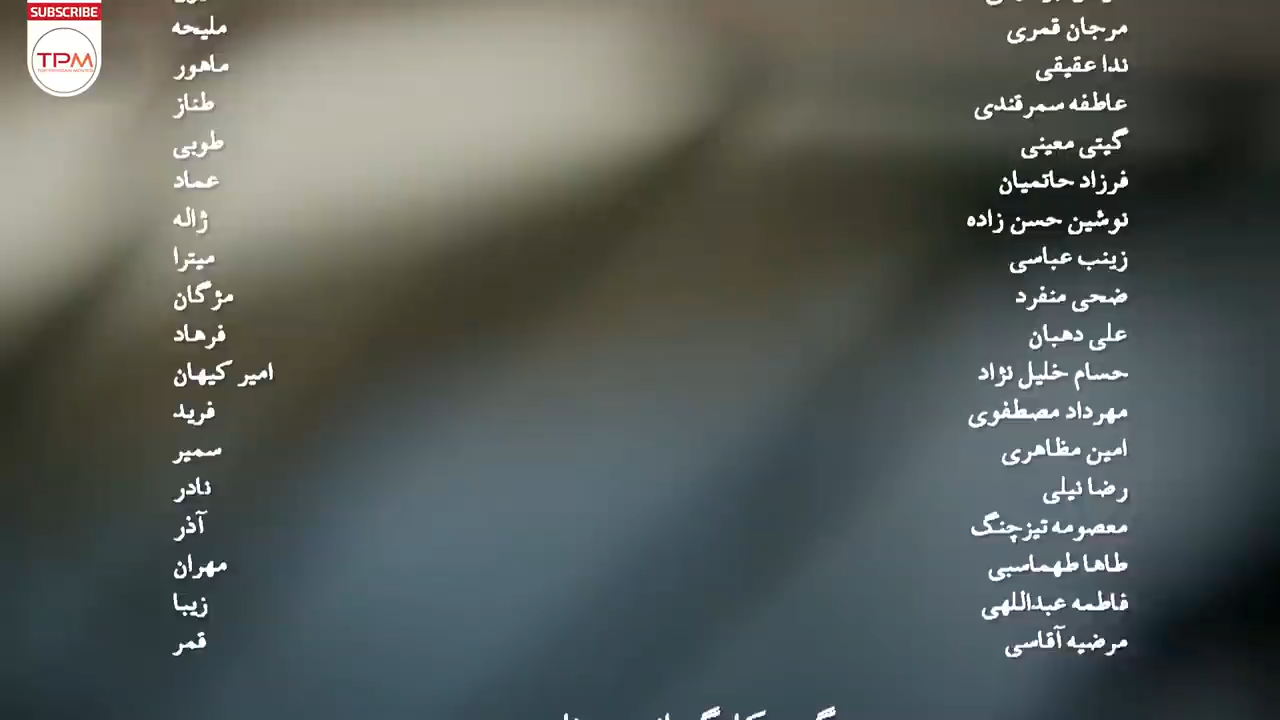 SUBSCRIBE
TPM
مرجان قمری ملیحه
ندا عقیقی ماهور
عاطفه سمرقندی طناز
گیتی معینی طوبی
فرزاد حاتمیان عماد
نوشین حسن زاده ژاله
زینب عباسی میترا
ضحی منفرد مژگان
علی دهبان فرهاد
حسام خلیل نژاد امیر کیهان
مهرداد مصطفوی فرید
امین مظاهری سمیر
رضا نیلی نادر
معصومه تیزچنگ آذر
طاها طهماسبی مهران
فاطمه عبداللهی زیبا
مرضیه آقاسی قمر